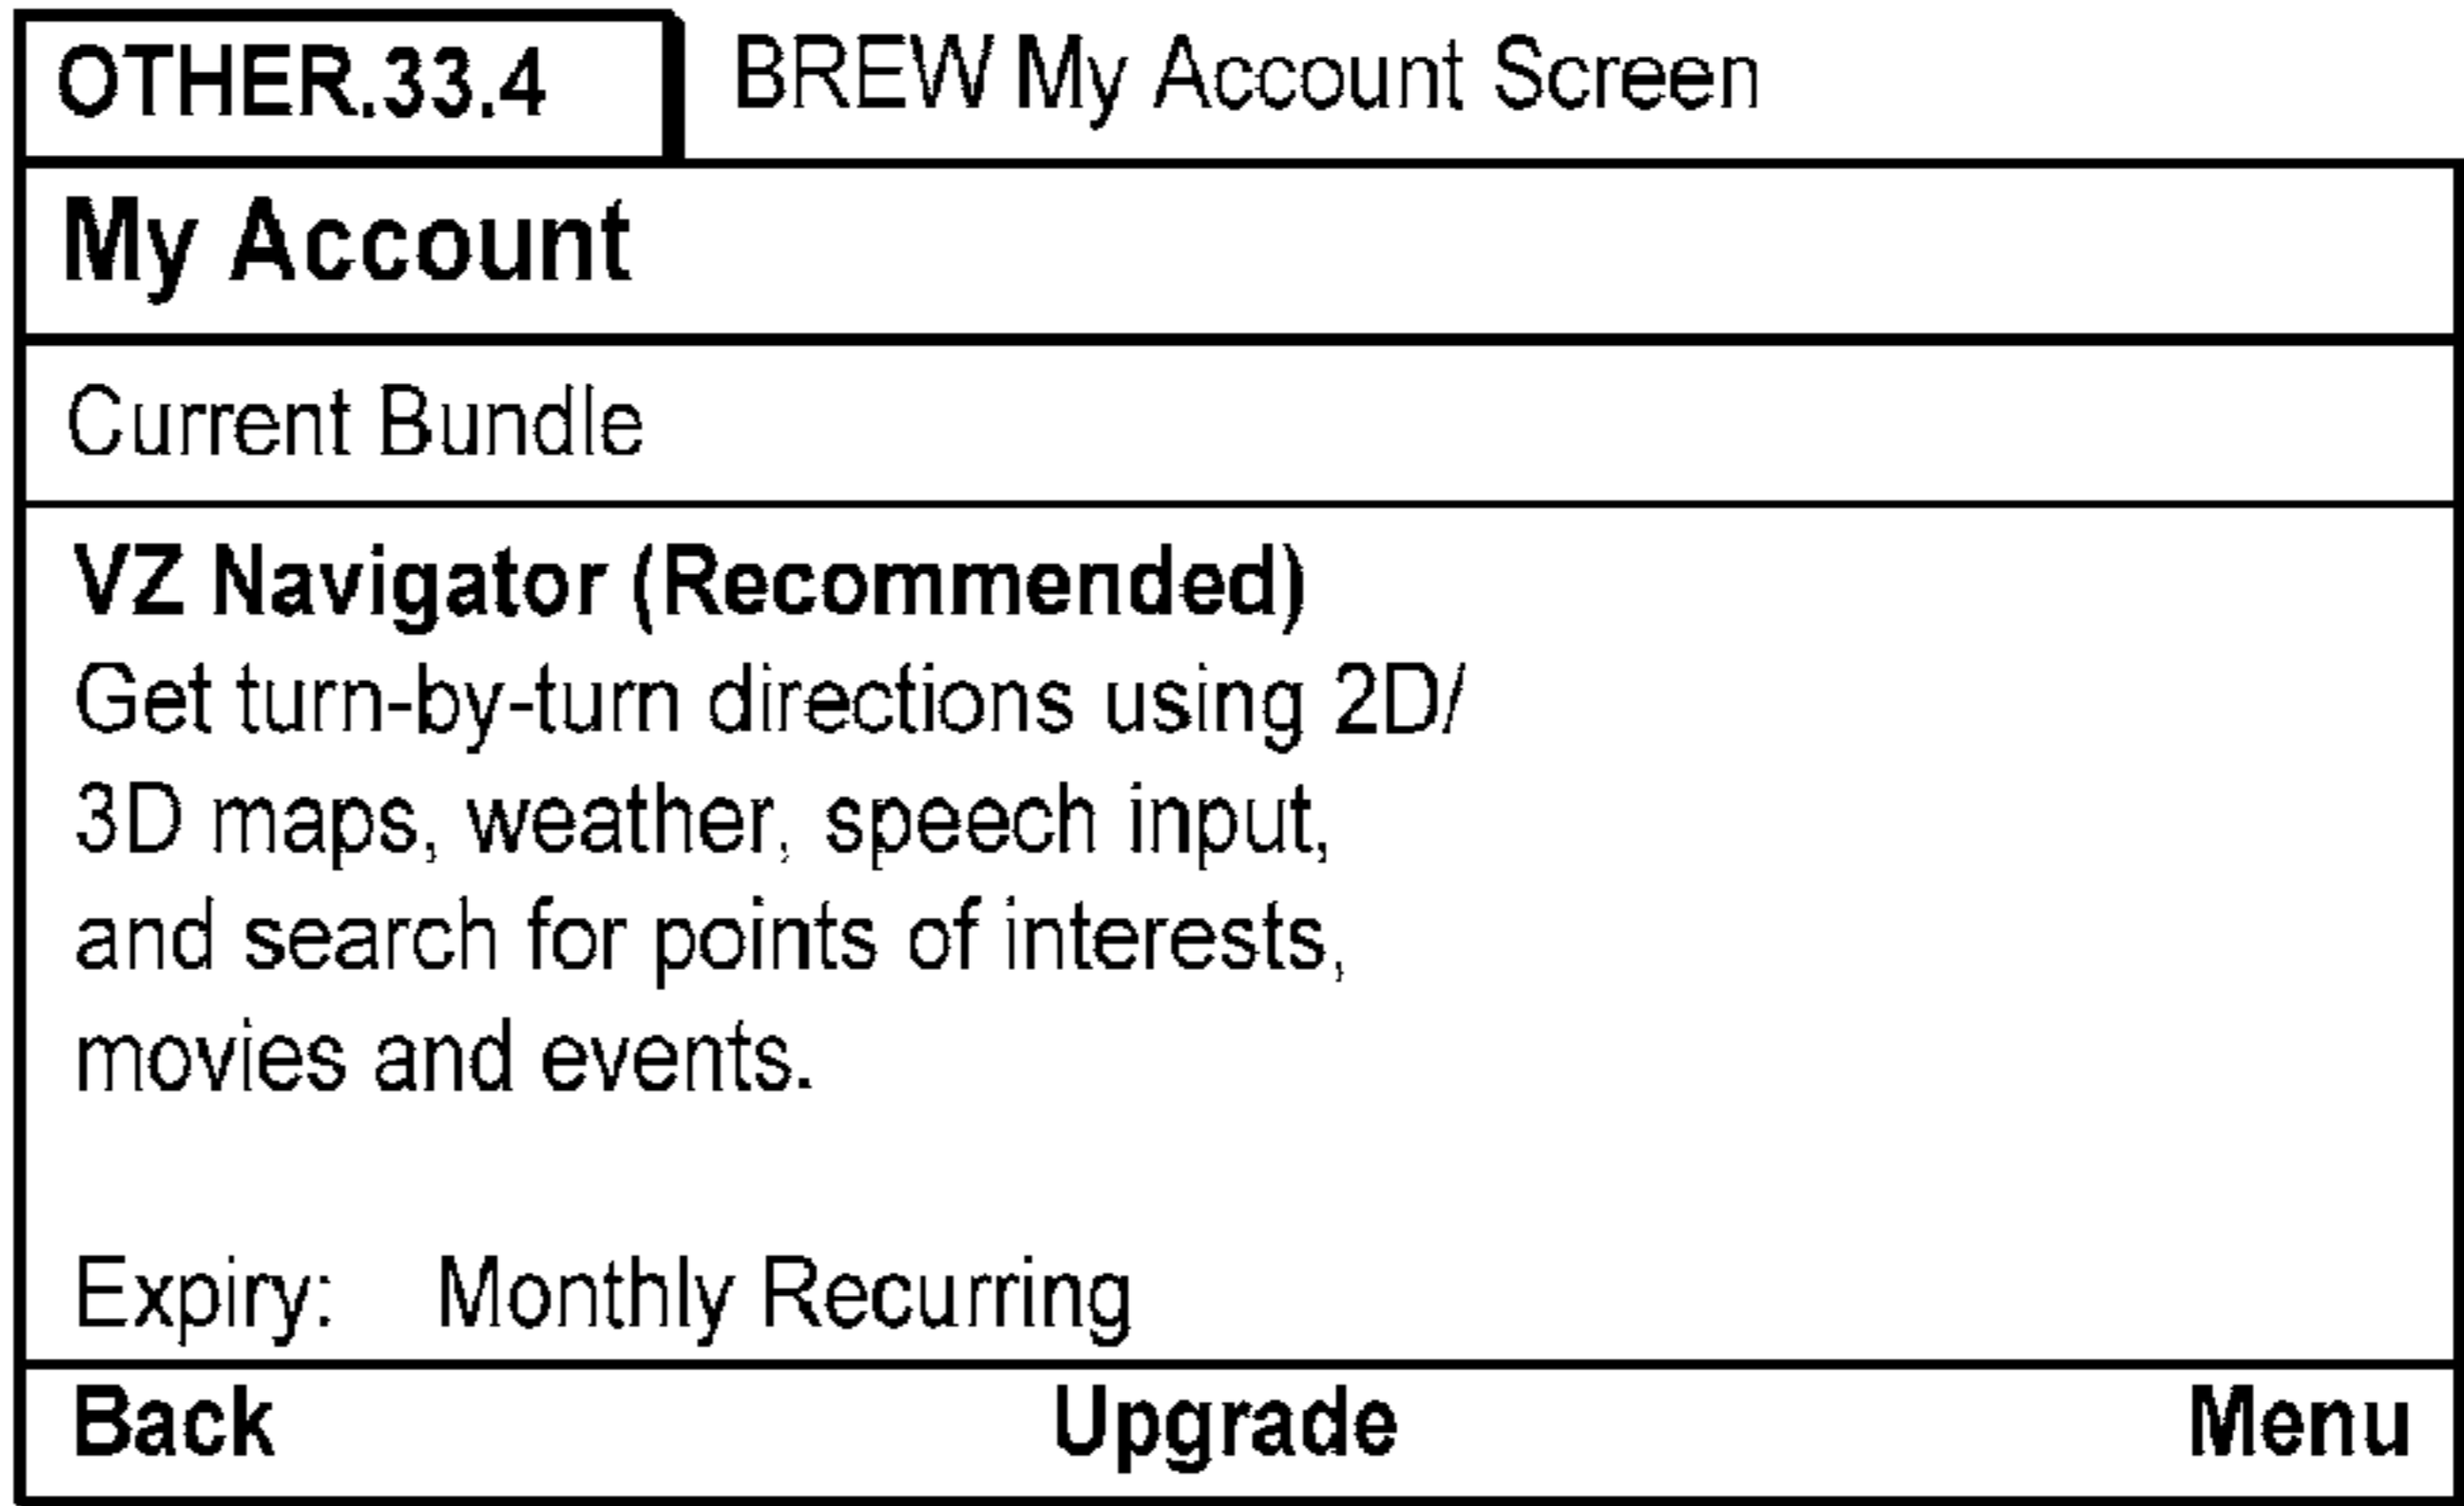 OTHER.33.4 BREW My Account Screen
My Account
Current Bundle
VZ Navigator (Recommended)
Get turn-by-turn directions using 2D/
3D maps, weather, speech input,
and search for points of interests,
movies and events.
Expiry: Monthly Recurring
Back Upgrade Menu